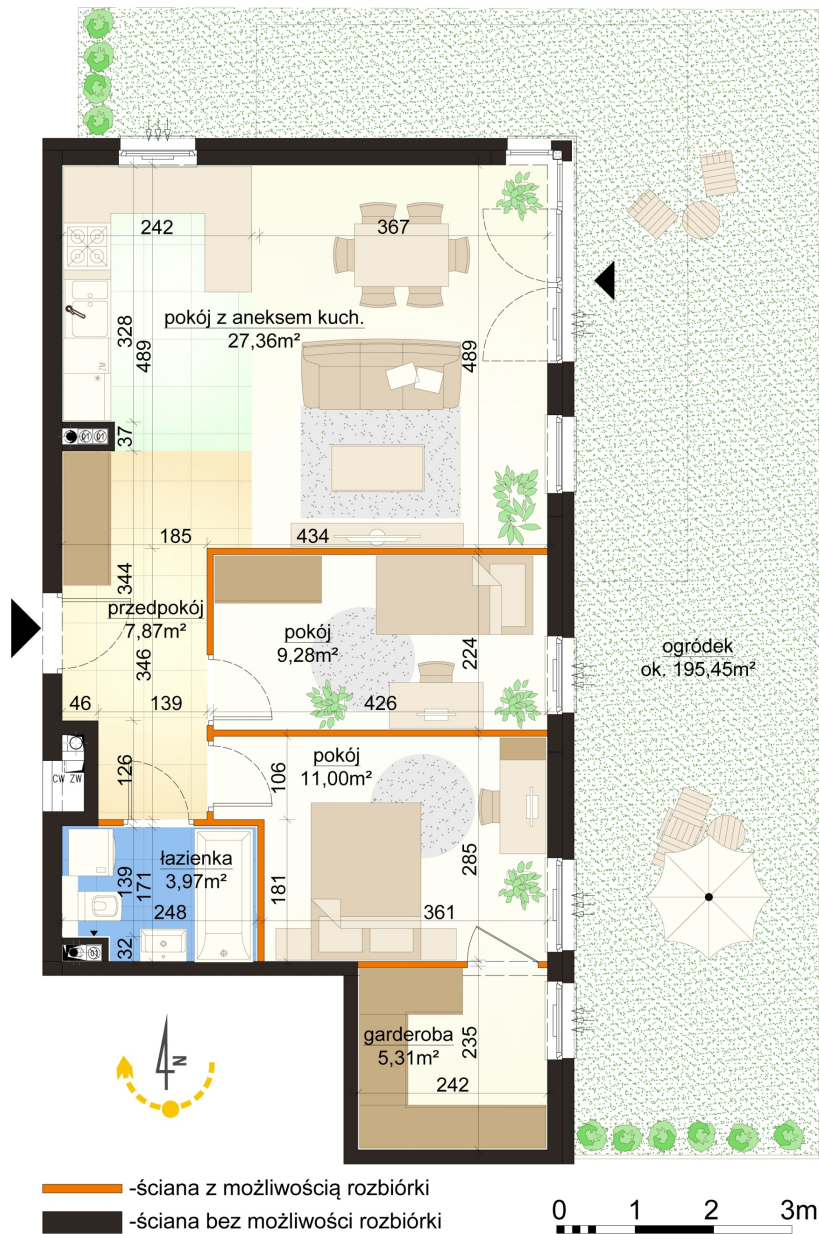 242
367
328
489
pokój z aneksem kuch.
27,36m²
489
37
185
434
344
przedpokój
7,87m²
346
pokój
9,28m²
224
ogródek
ok. 195,45m²
46
139
426
CW ZW
126
pokój
11,00m²
106
285
łazienka
3,97m²
139
171
248
181
361
32
garderoba
5,31m²
235
242
N
-ściana z możliwością rozbiórki
-ściana bez możliwości rozbiórki
0 1 2 3m